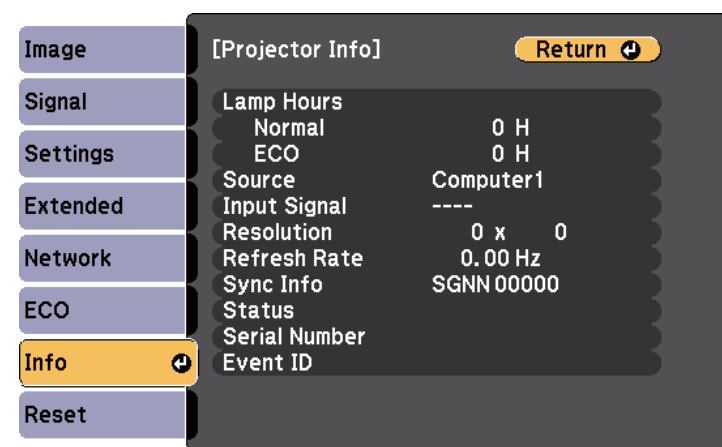 Image
Signal
Settings
Extended
Network
ECO
Info
Reset
[Projector Info]
Return
Lamp Hours
Normal 0 H
ECO 0 H
Source Computer1
Input Signal ----
Resolution 0 x 0
Refresh Rate 0.00 Hz
Sync Info SGNN 00000
Status
Serial Number
Event ID